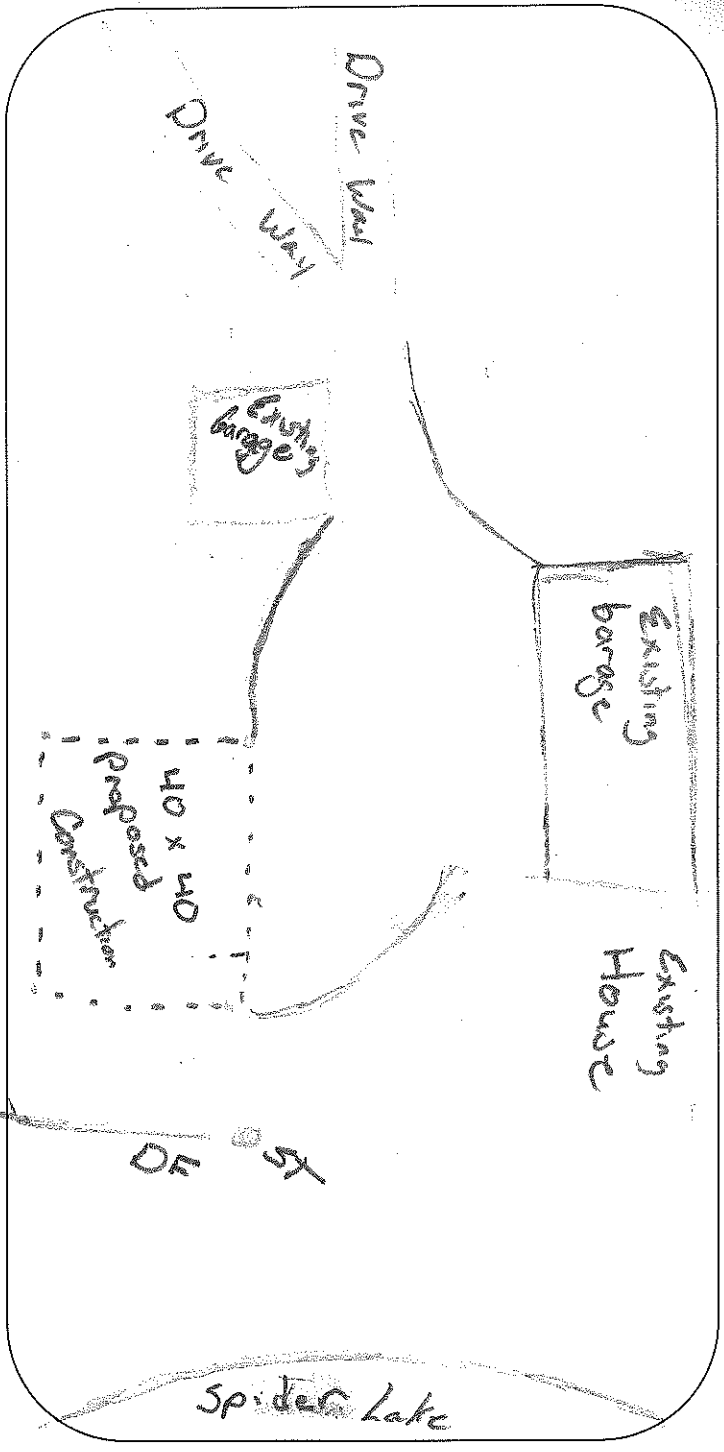 Drive Way
Drive Way
Existing
Garage
Existing
Garage
40 x 40
proposed
Construction
Existing
House
DF
ST
Spider Lake